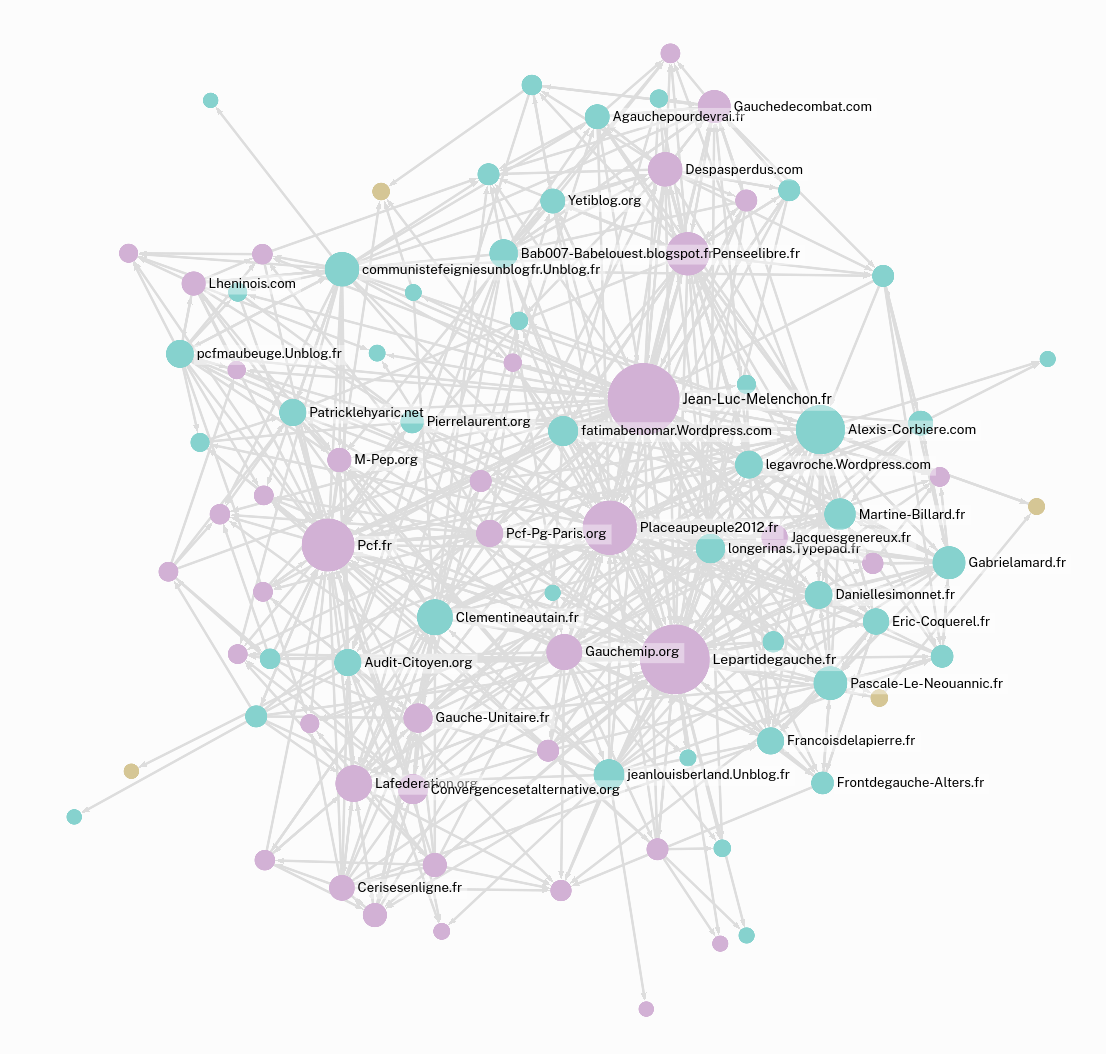 Gauchedecombat.com
Agauchepourdevrai.fr
Despasperdus.com
Yetiblog.org
Bab007-Babelouest.blogspot.fr
Penseelibre.fr
communistefeigniesunblogfr.Unblog.fr
Lheninois.com
pcfmaubeuge.Unblog.fr
Jean-Luc-Melenchon.fr
Patricklehyaric.net
Pierrelaurent.org
fatimabenomar.Wordpress.com
Alexis-Corbiere.com
M-Pep.org
legavroche.Wordpress.com
Martine-Billard.fr
Placeaupeuple2012.fr
Pcf-Pg-Paris.org
Jacquesgenereux.fr
Pcf.fr
longerinas.Typepad.fr
Gabrielamard.fr
Daniellesimonnet.fr
Clementineautain.fr
Eric-Coquerel.fr
Gauchemip.org
Lepartidegauche.fr
Audit-Citoyen.org
Pascale-Le-Neouannic.fr
Gauche-Unitaire.fr
Francoisdelapierre.fr
jeanlouisberland.Unblog.fr
Lafederation.org
Frontdegauche-Alters.fr
Convergencesetalternative.org
Cerisesenligne.fr